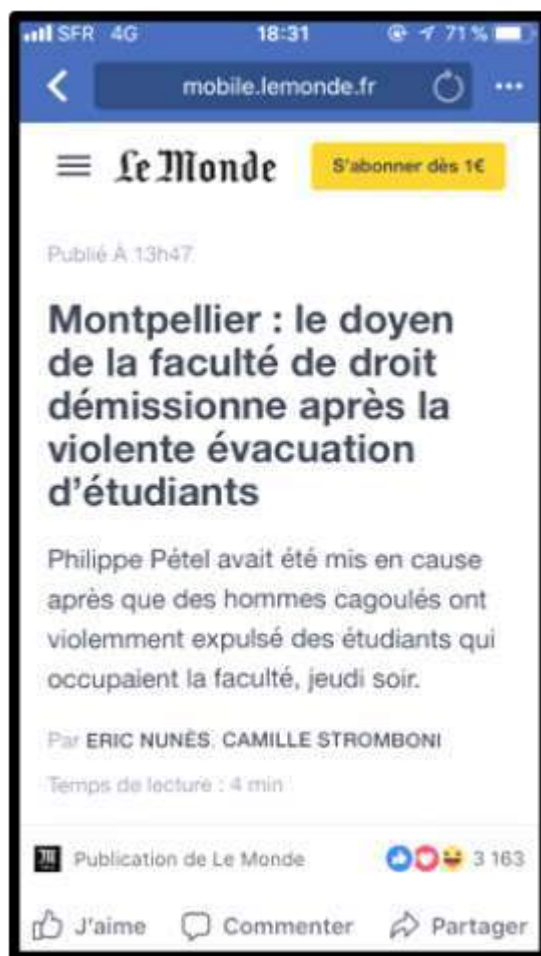 SFR 4G 18:31 71 %
mobile.lemonde.fr
Le Monde S'abonner dès 1€
Publié À 13h47
Montpellier : le doyen
de la faculté de droit
démissionne après la
violente évacuation
d'étudiants
Philippe Pétel avait été mis en cause
après que des hommes cagoulés ont
violemment expulsé des étudiants qui
occupaient la faculté, jeudi soir.
Par ERIC NUNÈS, CAMILLE STROMBONI
Temps de lecture : 4 min
Publication de Le Monde 3 163
J'aime Commenter Partager